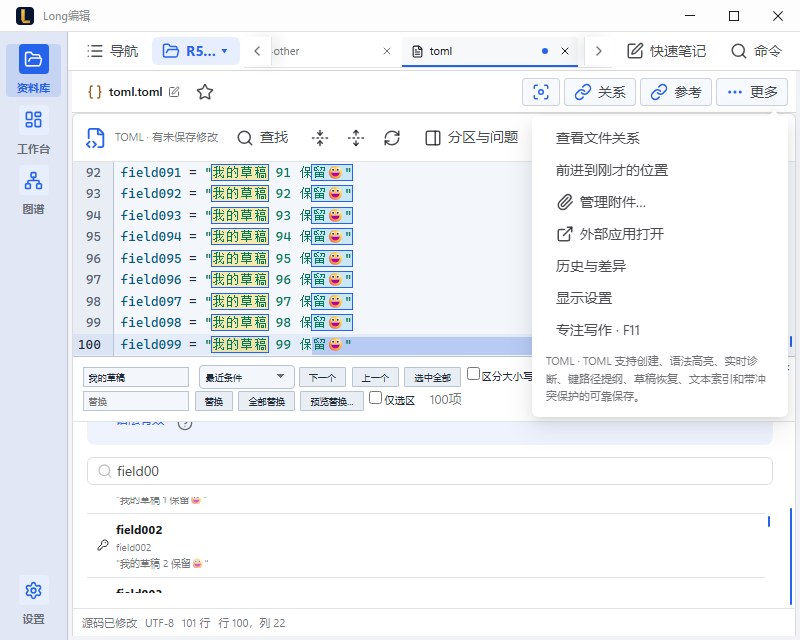 Long编辑
资料库
工作台
图谱
设置
导航
R5...
-other
toml
快速笔记
命令
toml.toml
关系
参考
更多
TOML · 有未保存修改
查找
分区与问题
92 field091 = "我的草稿 91 保留😀"
93 field092 = "我的草稿 92 保留😀"
94 field093 = "我的草稿 93 保留😀"
95 field094 = "我的草稿 94 保留😀"
96 field095 = "我的草稿 95 保留😀"
97 field096 = "我的草稿 96 保留😀"
98 field097 = "我的草稿 97 保留😀"
99 field098 = "我的草稿 98 保留😀"
100 field099 = "我的草稿 99 保留😀"
查看文件关系
前进到刚才的位置
管理附件...
外部应用打开
历史与差异
显示设置
专注写作 · F11
TOML · TOML 支持创建、语法高亮、实时诊
断、键路径提纲、草稿恢复、文本索引和带冲
突保护的可靠保存。
我的草稿
最近条件
下一个
上一个
选中全部
区分大小写
替换
替换
全部替换
预览替换...
仅选区
100项
field00
"我的草稿 1 保留😀"
field002
field002
"我的草稿 2 保留😀"
源码已修改 UTF-8 101 行 行 100，列 22